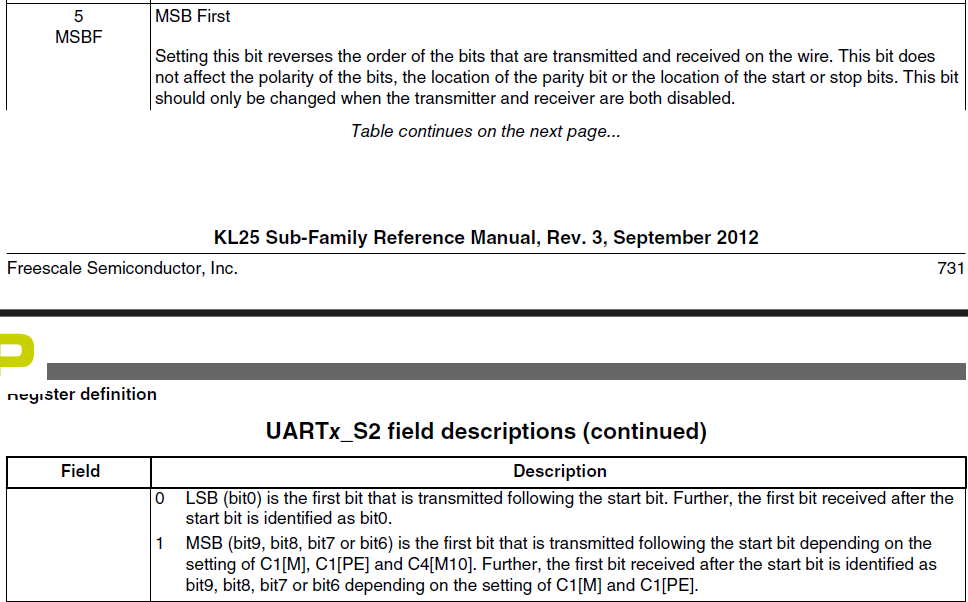 5
MSBF
MSB First
Setting this bit reverses the order of the bits that are transmitted and received on the wire. This bit does
not affect the polarity of the bits, the location of the parity bit or the location of the start or stop bits. This bit
should only be changed when the transmitter and receiver are both disabled.
Table continues on the next page...
KL25 Sub-Family Reference Manual, Rev. 3, September 2012
Freescale Semiconductor, Inc. 731
Register definition
UARTx_S2 field descriptions (continued)
Field Description
0 LSB (bit0) is the first bit that is transmitted following the start bit. Further, the first bit received after the
start bit is identified as bit0.
1 MSB (bit9, bit8, bit7 or bit6) is the first bit that is transmitted following the start bit depending on the
setting of C1[M], C1[PE] and C4[M10]. Further, the first bit received after the start bit is identified as
bit9, bit8, bit7 or bit6 depending on the setting of C1[M] and C1[PE].